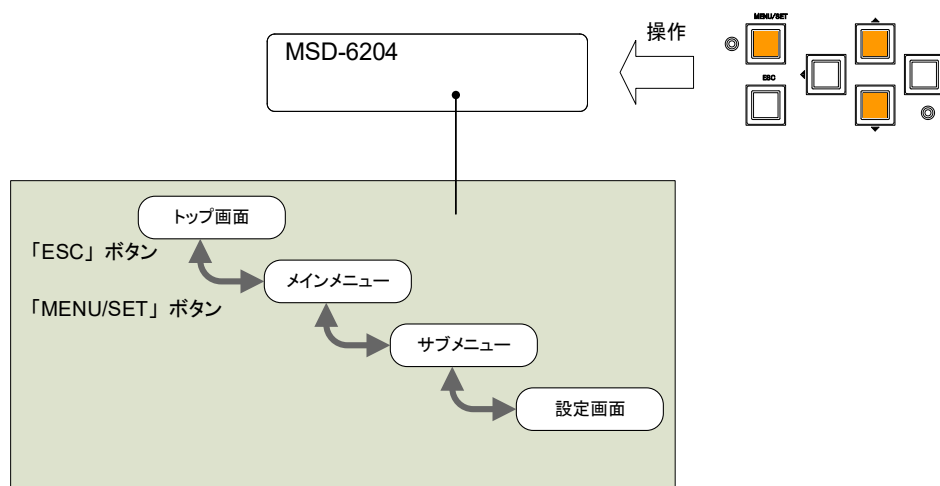 MSD-6204
操作
MENU/SET
ESC
トップ画面
「ESC」ボタン
メインメニュー
「MENU/SET」ボタン
サブメニュー
設定画面